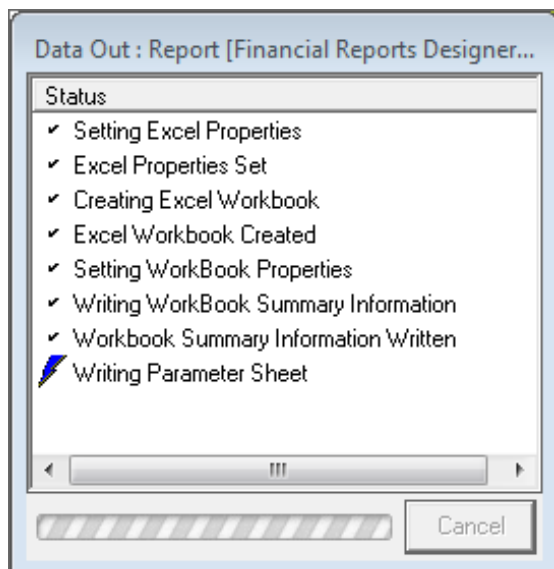 Data Out : Report [Financial Reports Designer...
Status
Setting Excel Properties
Excel Properties Set
Creating Excel Workbook
Excel Workbook Created
Setting WorkBook Properties
Writing WorkBook Summary Information
Workbook Summary Information Written
Writing Parameter Sheet
Cancel